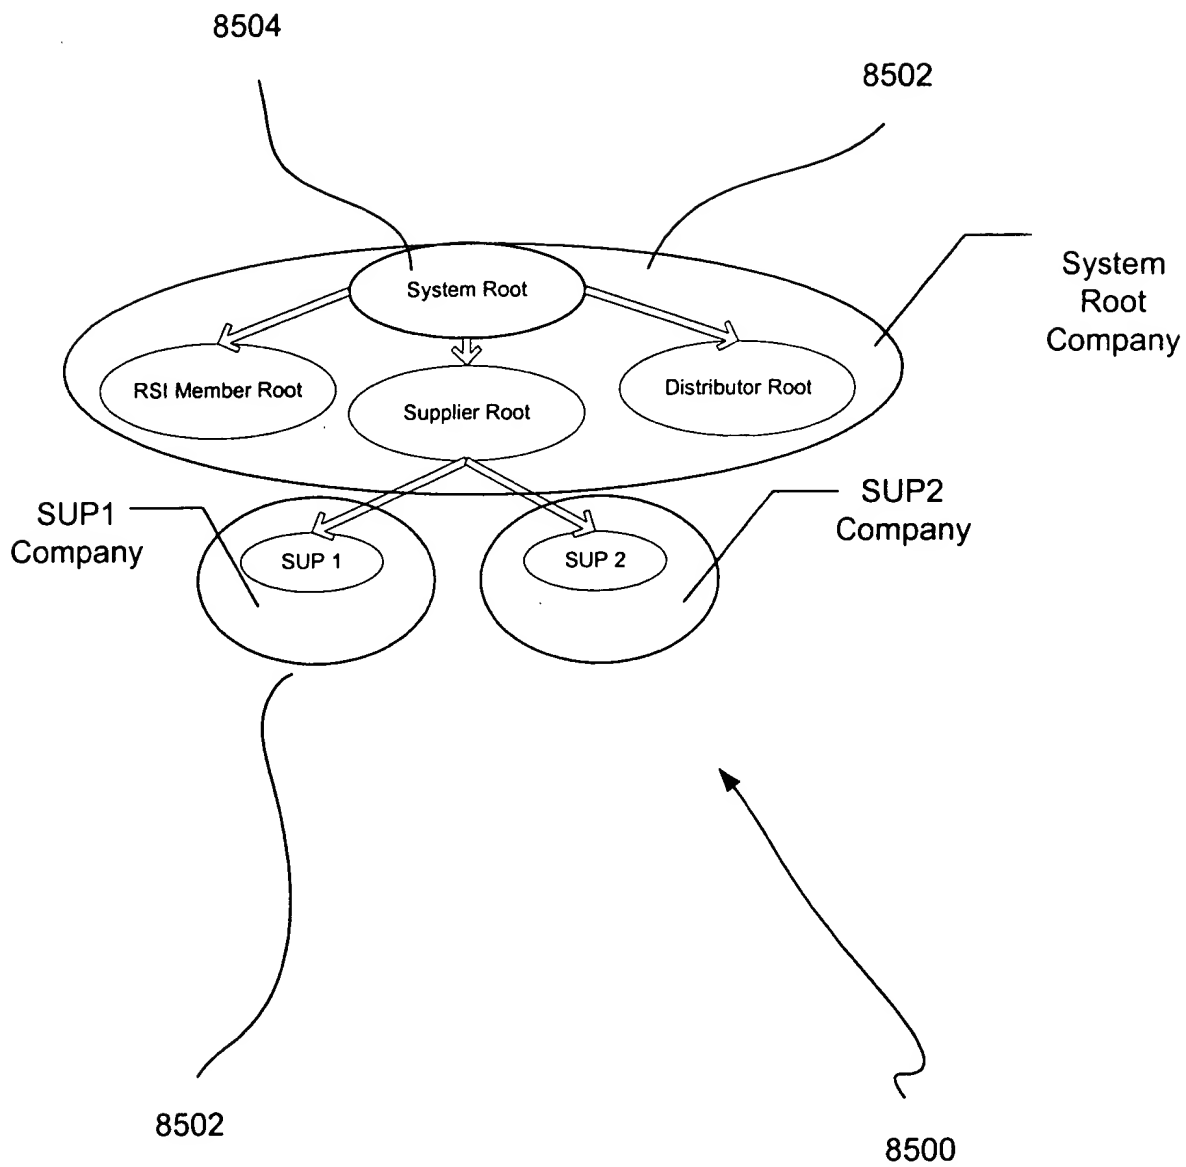 8504
8502
System Root
System
Root
Company
RSI Member Root
Supplier Root
Distributor Root
SUP1
Company
SUP2
Company
SUP 1
SUP 2
8502
8500